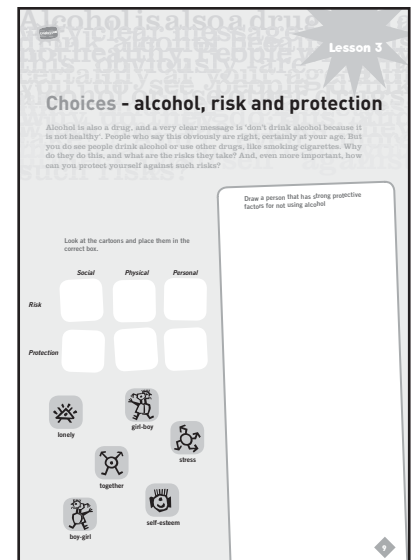 Alcohol is also a drug
Lesson 3
Choices - alcohol, risk and protection
Alcohol is also a drug, and a very clear message is 'don't drink alcohol because it
is not healthy'. People who say this obviously are right, certainly at your age. But
you do see people drink alcohol or use other drugs, like smoking cigarettes. Why
do they do this, and what are the risks they take? And, even more important, how
can you protect yourself against such risks?
Draw a person that has strong protective
factors for not using alcohol
Look at the cartoons and place them in the
correct box.
Social Physical Personal
Risk
Protection
lonely
girl-boy
stress
together
boy-girl
self-esteem
9